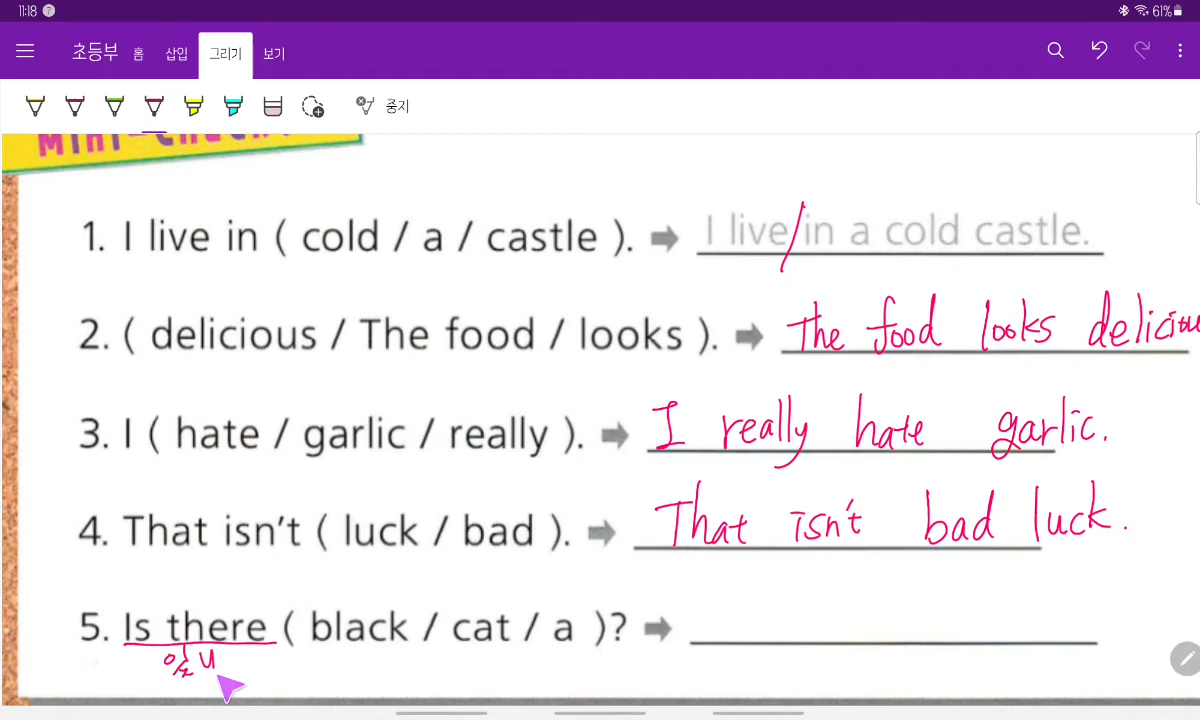 11:18 7 61%
초등부 홈 삽입 그리기 보기
중지
MINI-CHECK
1. I live in ( cold / a / castle ). ➡ I live/in a cold castle.
2. ( delicious / The food / looks ). ➡ The food looks deliciou
3. I ( hate / garlic / really ). ➡ I really hate garlic.
4. That isn't ( luck / bad ). ➡ That isn't bad luck.
5. Is there ( black / cat / a )? ➡
있니